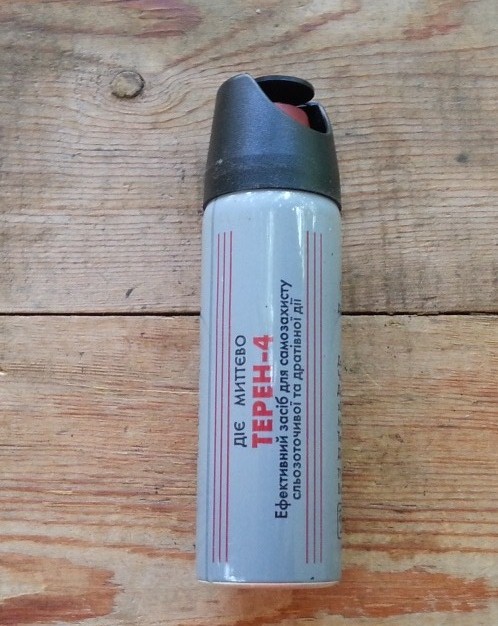 ДІЄ МИТТЄВО
ТЕРЕН-4
Ефективний засіб для самозахисту
сльозоточивої та дратівної дії